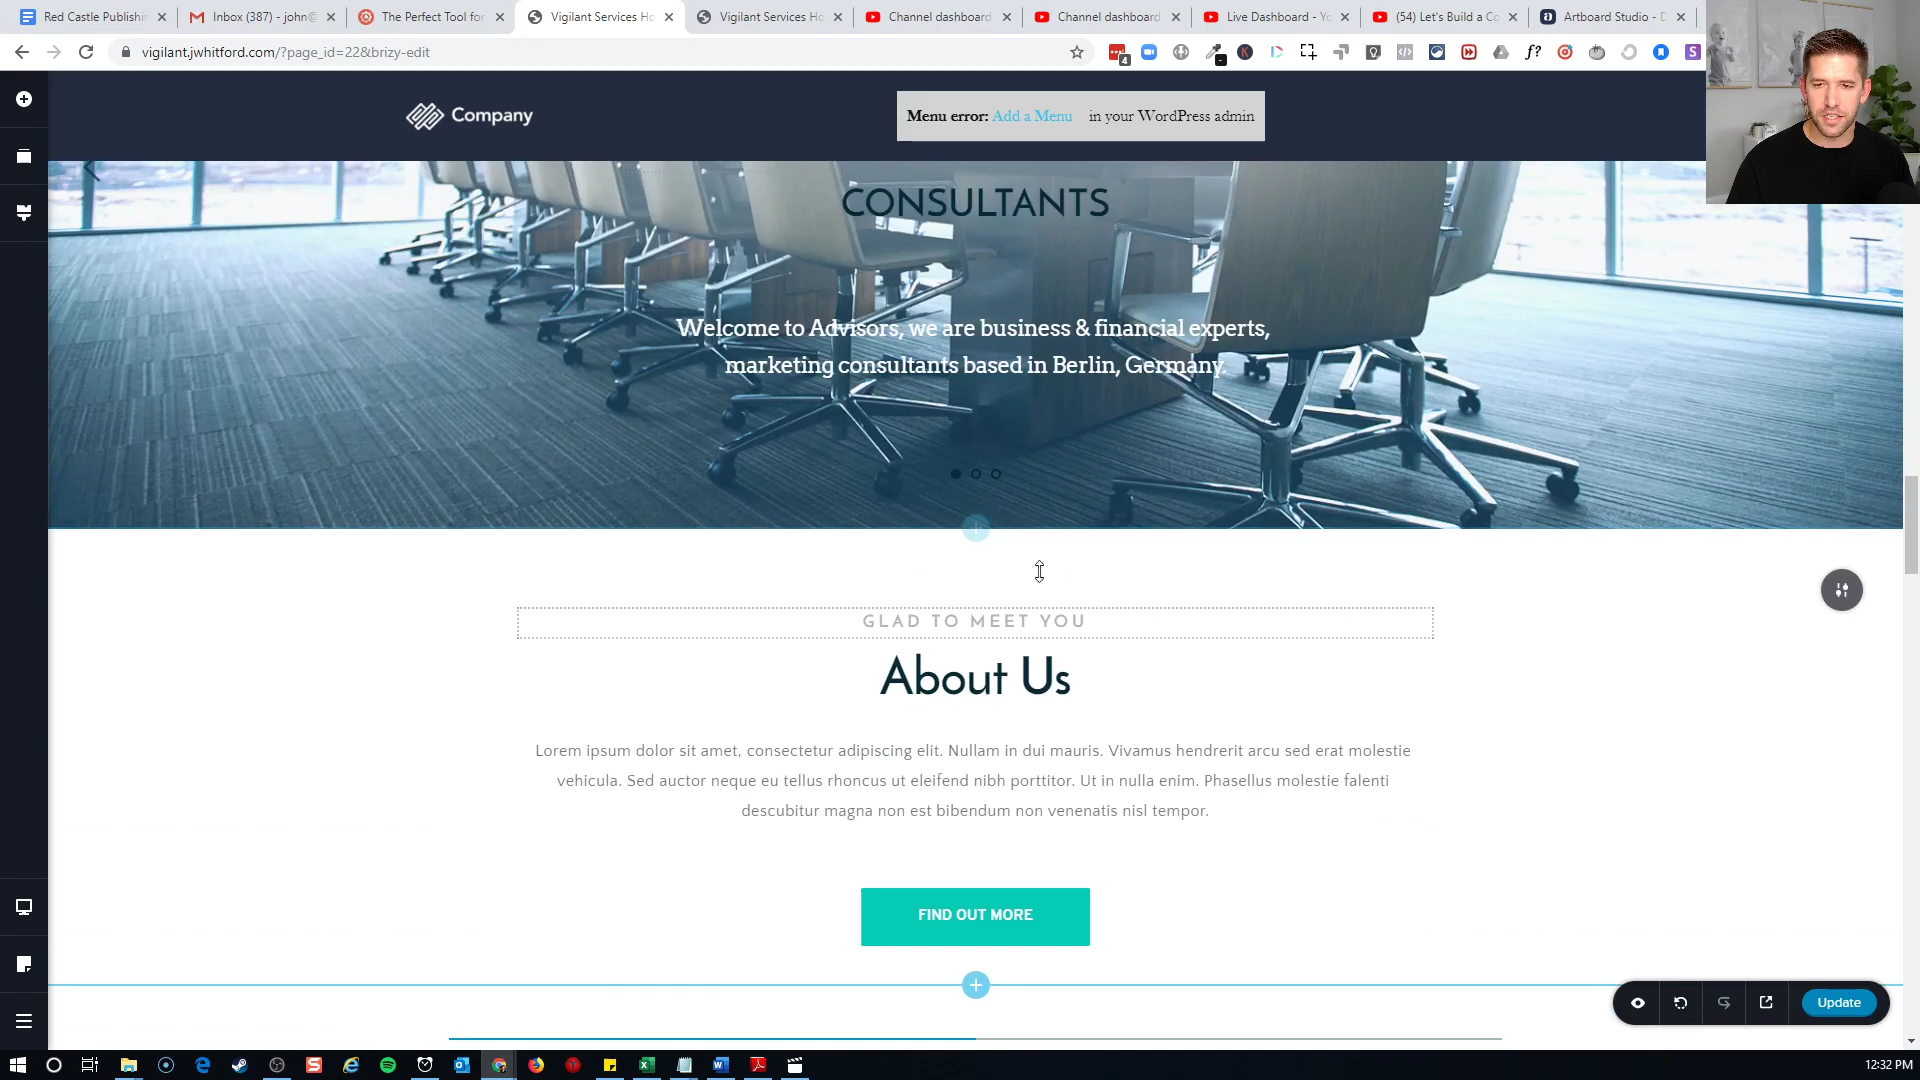 Red Castle Publishin
Inbox (387) - john@
The Perfect Tool for
Vigilant Services Ho
Vigilant Services Ho
Channel dashboard
Channel dashboard
Live Dashboard - Yo
(54) Let's Build a Co
Artboard Studio - D
vigilant.jwhitford.com/?page_id=22&brizy-edit
4
f?
S
Company
Menu error: Add a Menu in your WordPress admin
CONSULTANTS
Welcome to Advisors, we are business & financial experts,
marketing consultants based in Berlin, Germany.
GLAD TO MEET YOU
About Us
Lorem ipsum dolor sit amet, consectetur adipiscing elit. Nullam in dui mauris. Vivamus hendrerit arcu sed erat molestie
vehicula. Sed auctor neque eu tellus rhoncus ut eleifend nibh porttitor. Ut in nulla enim. Phasellus molestie falenti
descubitur magna non est bibendum non venenatis nisl tempor.
FIND OUT MORE
Update
12:32 PM